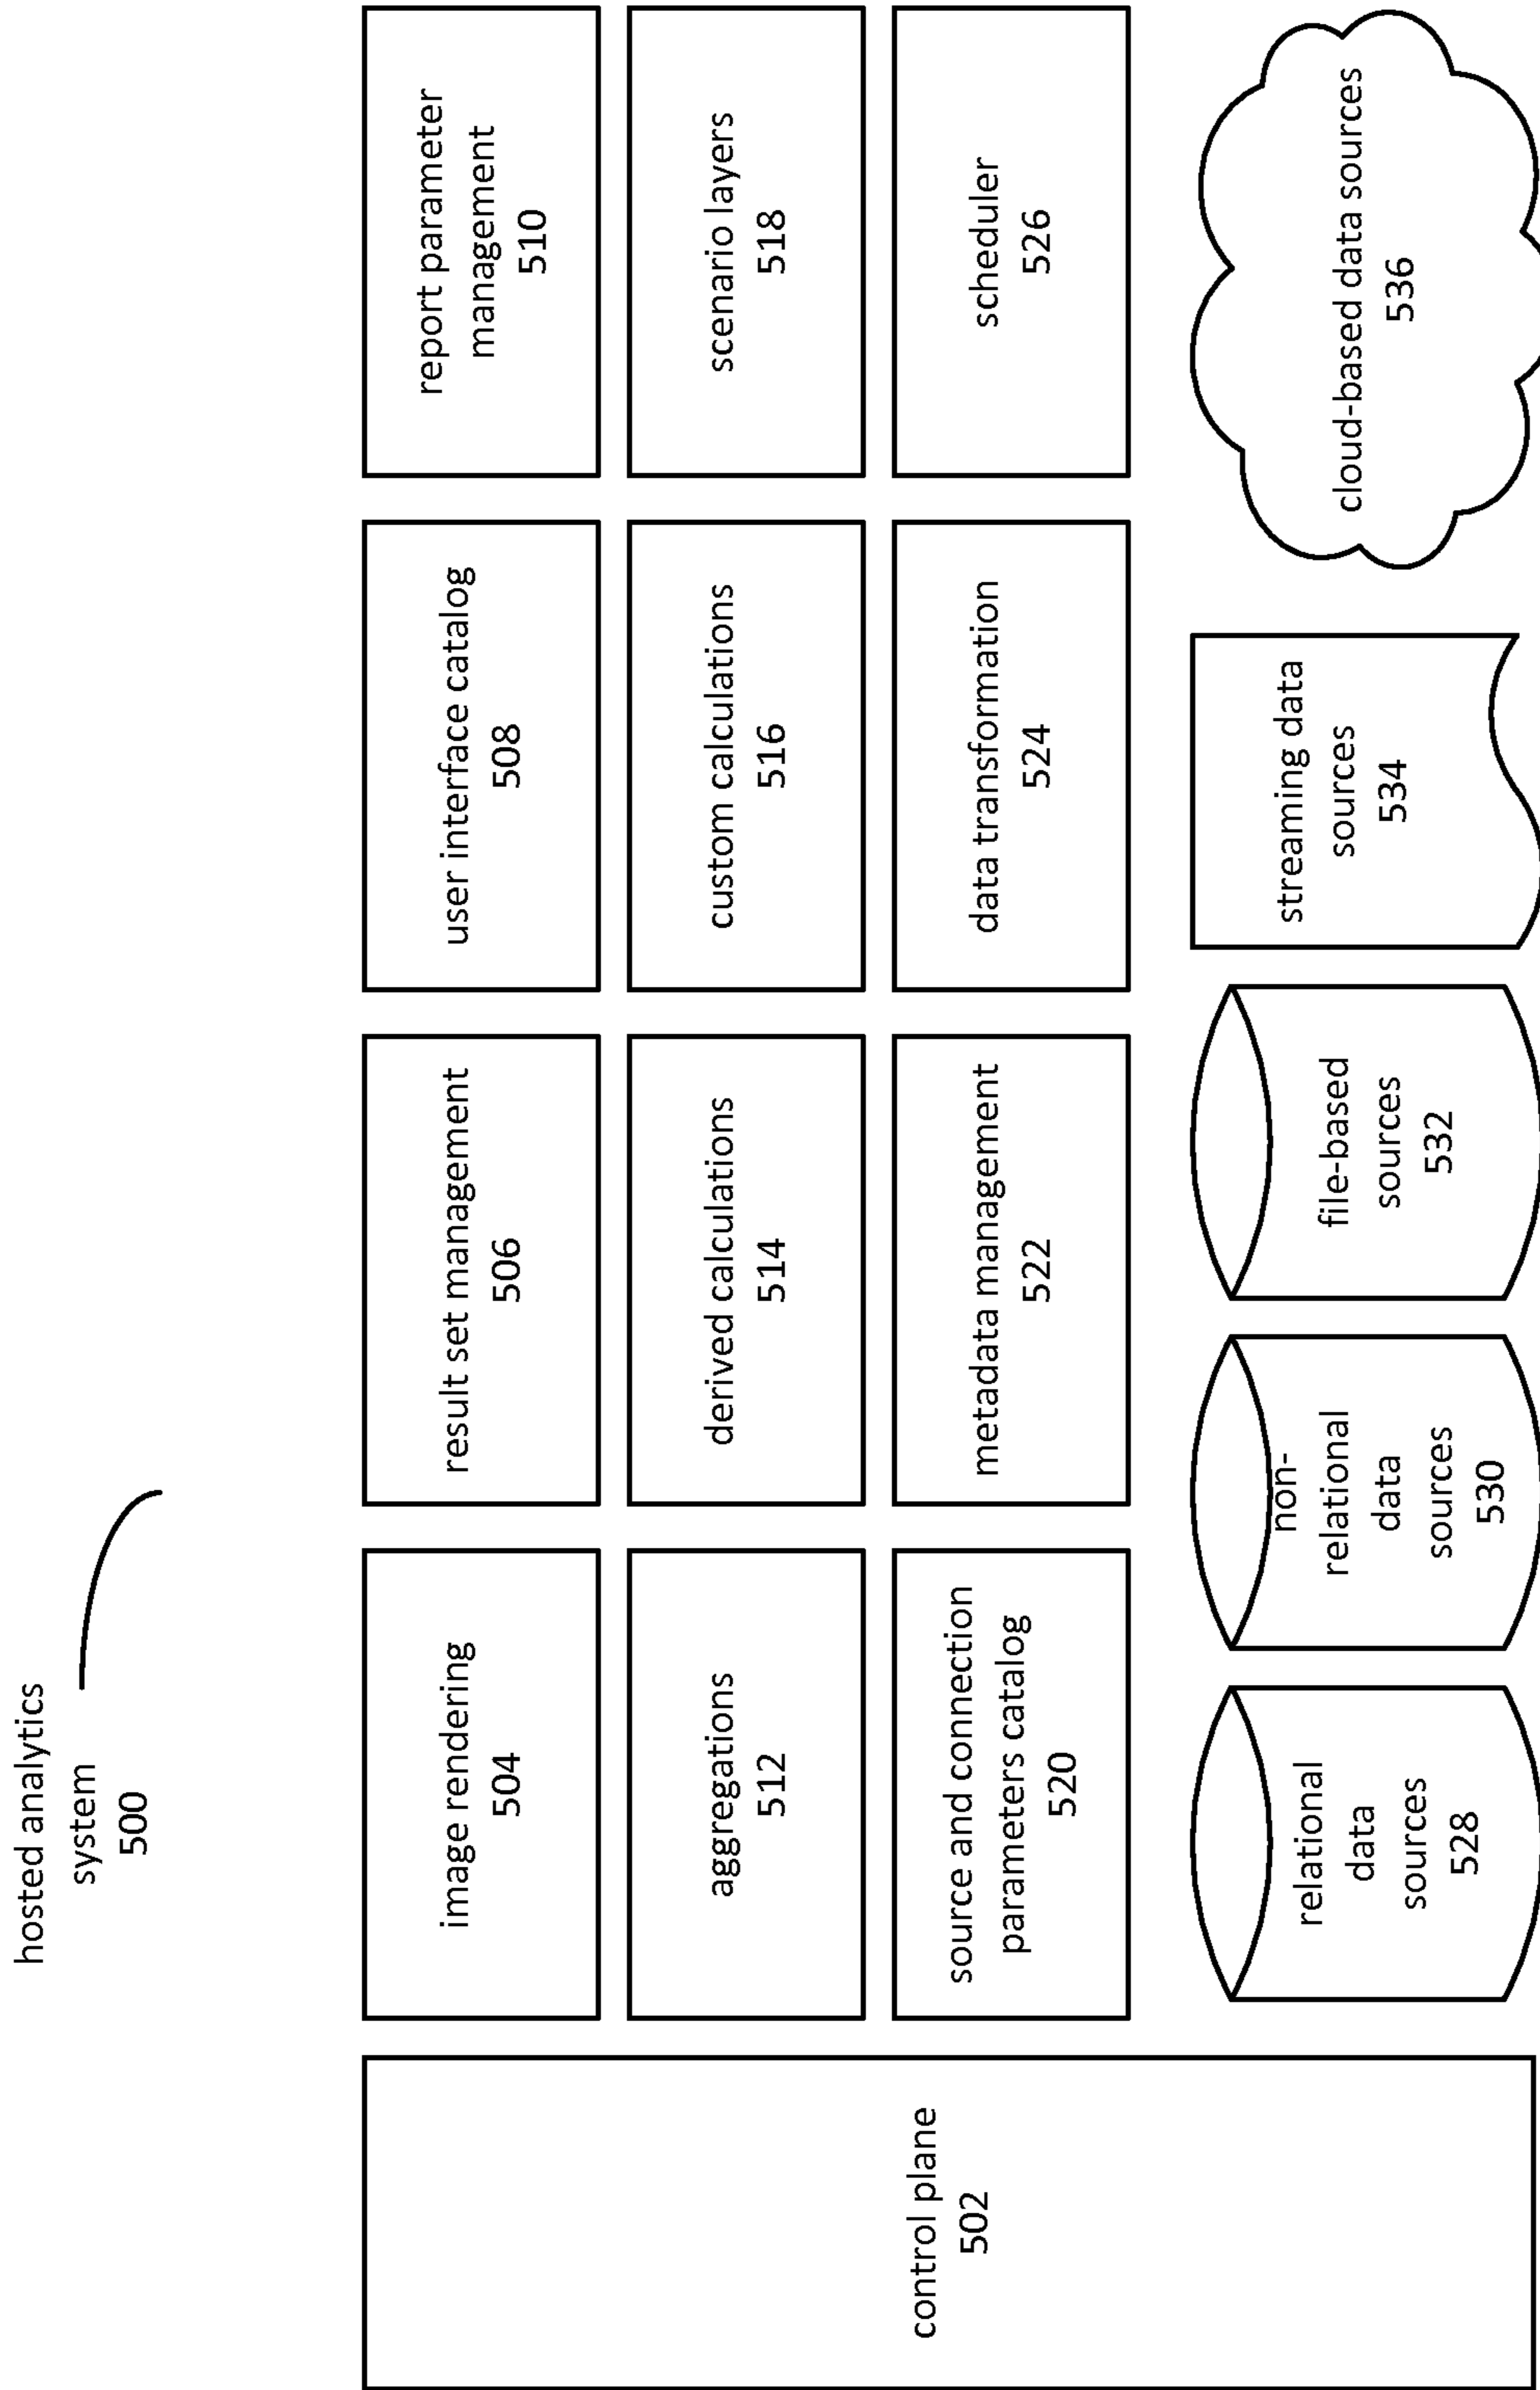 hosted analytics
system
500
control plane
502
image rendering
504
result set management
506
user interface catalog
508
report parameter
management
510
aggregations
512
derived calculations
514
custom calculations
516
scenario layers
518
source and connection
parameters catalog
520
metadata management
522
data transformation
524
scheduler
526
relational
data
sources
528
non-
relational
data
sources
530
file-based
sources
532
streaming data
sources
534
cloud-based data sources
536